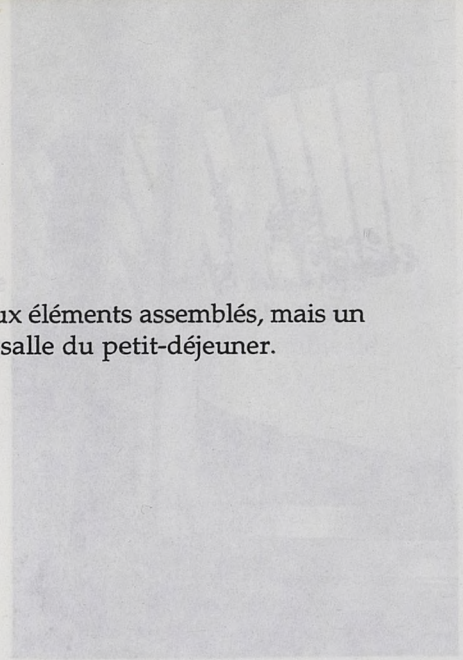 ux éléments assemblés, mais un
salle du petit-déjeuner.